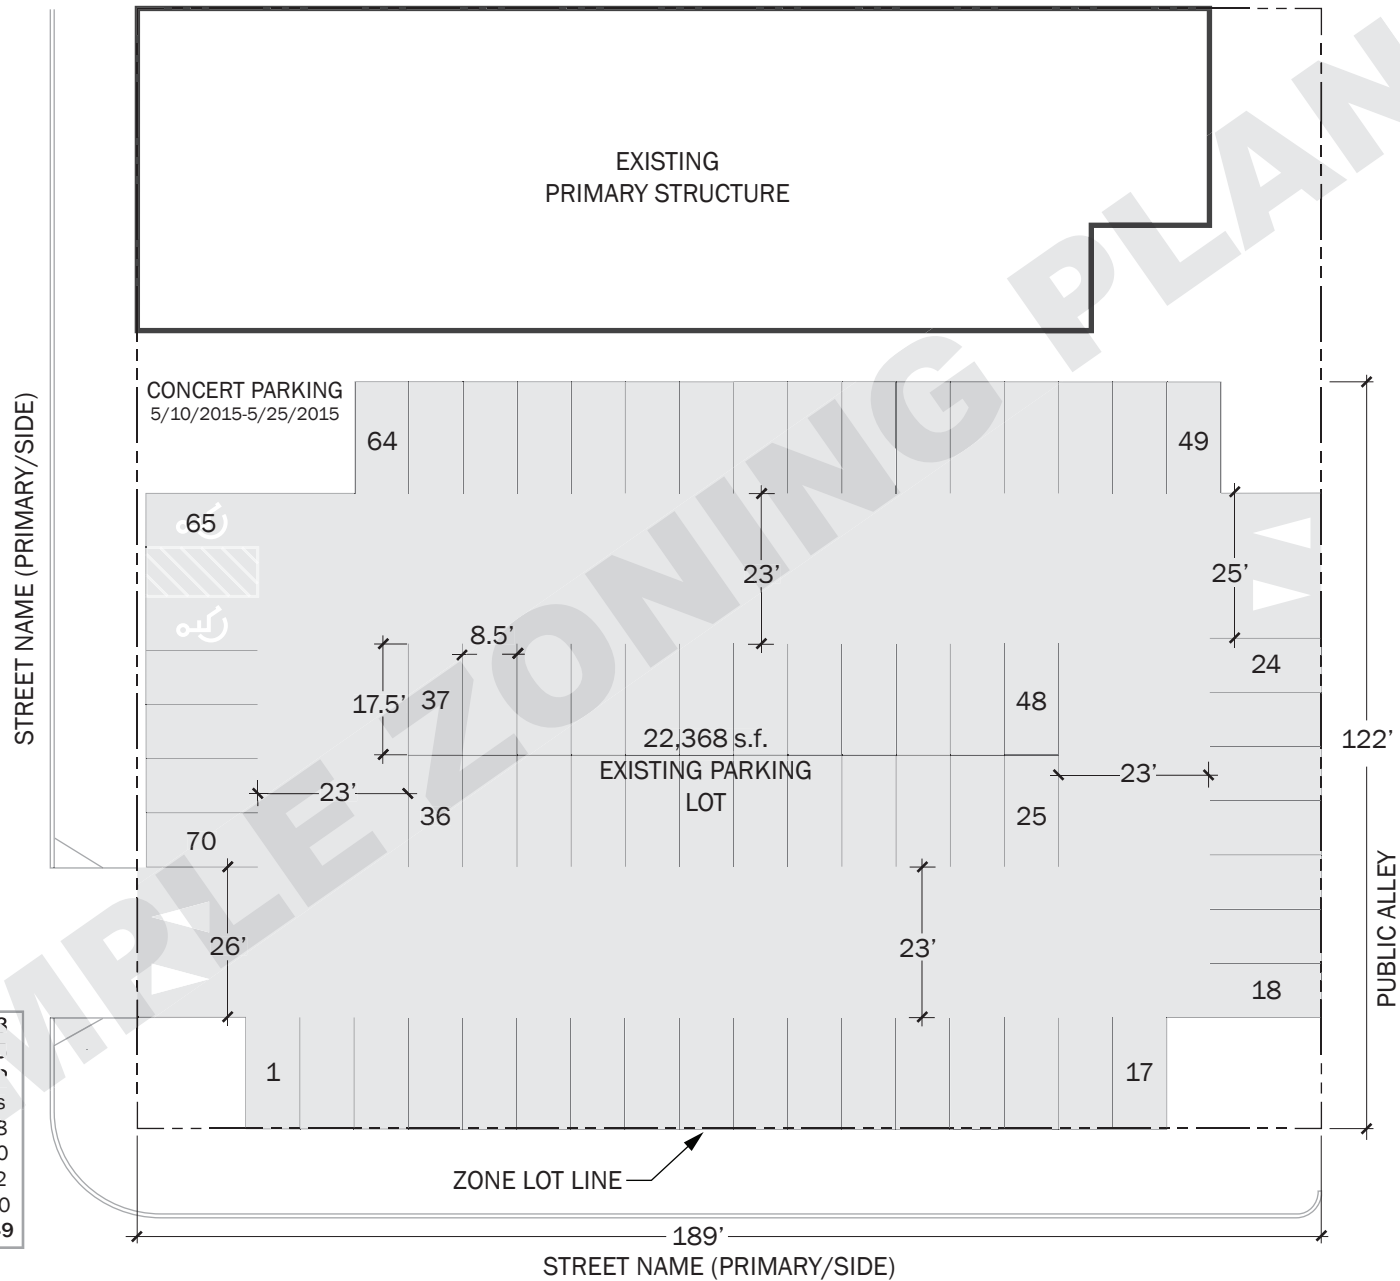 EXISTING
PRIMARY STRUCTURE
CONCERT PARKING
5/10/2015-5/25/2015
STREET NAME (PRIMARY/SIDE)
64
49
65
23’
25’
8.5’
24
17.5’
37
48
22,368 s.f.
EXISTING PARKING
LOT
122’
23’
23’
36
25
70
PUBLIC ALLEY
26’
23’
18
1
17
ZONE LOT LINE
189’
STREET NAME (PRIMARY/SIDE)
MPLE ZONING PLAN